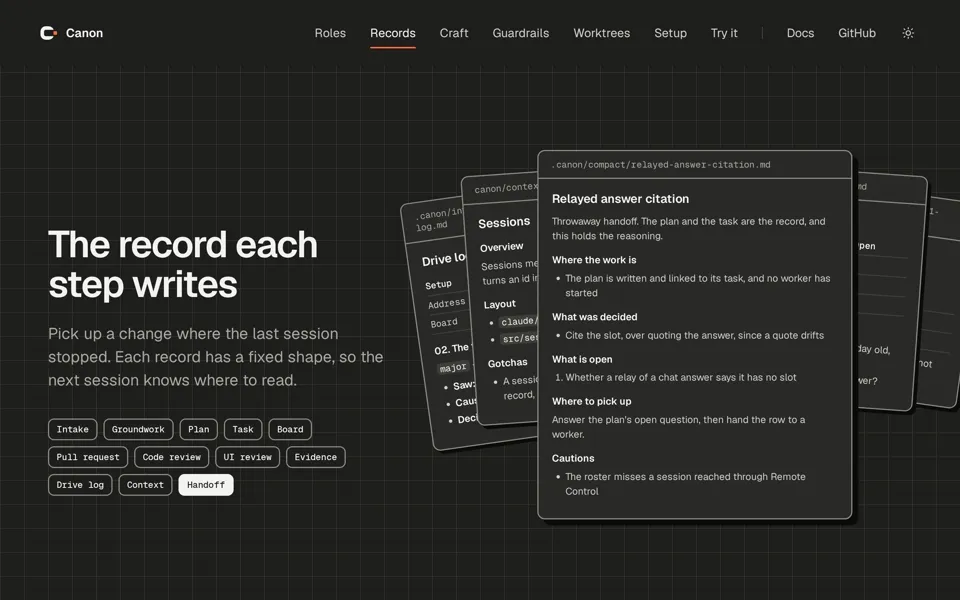 Canon
Roles
Records
Craft
Guardrails
Worktrees
Setup
Try it
Docs
GitHub
The record each
step writes
Pick up a change where the last session
stopped. Each record has a fixed shape, so the
next session knows where to read.
Intake
Groundwork
Plan
Task
Board
Pull request
Code review
UI review
Evidence
Drive log
Context
Handoff
log.md
Setup
Address
Board
02. The
major
Saw:
Sessions
Overview
Sessions
turns an id
Layout
claude/
Gotchas
record,
.canon/compact/relayed-answer-citation.md
Relayed answer citation
Throwaway handoff. The plan and the task are the record, and
this holds the reasoning.
Where the work is
• The plan is written and linked to its task, and no worker has
started
What was decided
• Cite the slot, over quoting the answer, since a quote drifts
What is open
1. Whether a relay of a chat answer says it has no slot
Where to pick up
Answer the plan's open question, then hand the row to a
worker.
Cautions
• The roster misses a session reached through Remote
Control
day old,